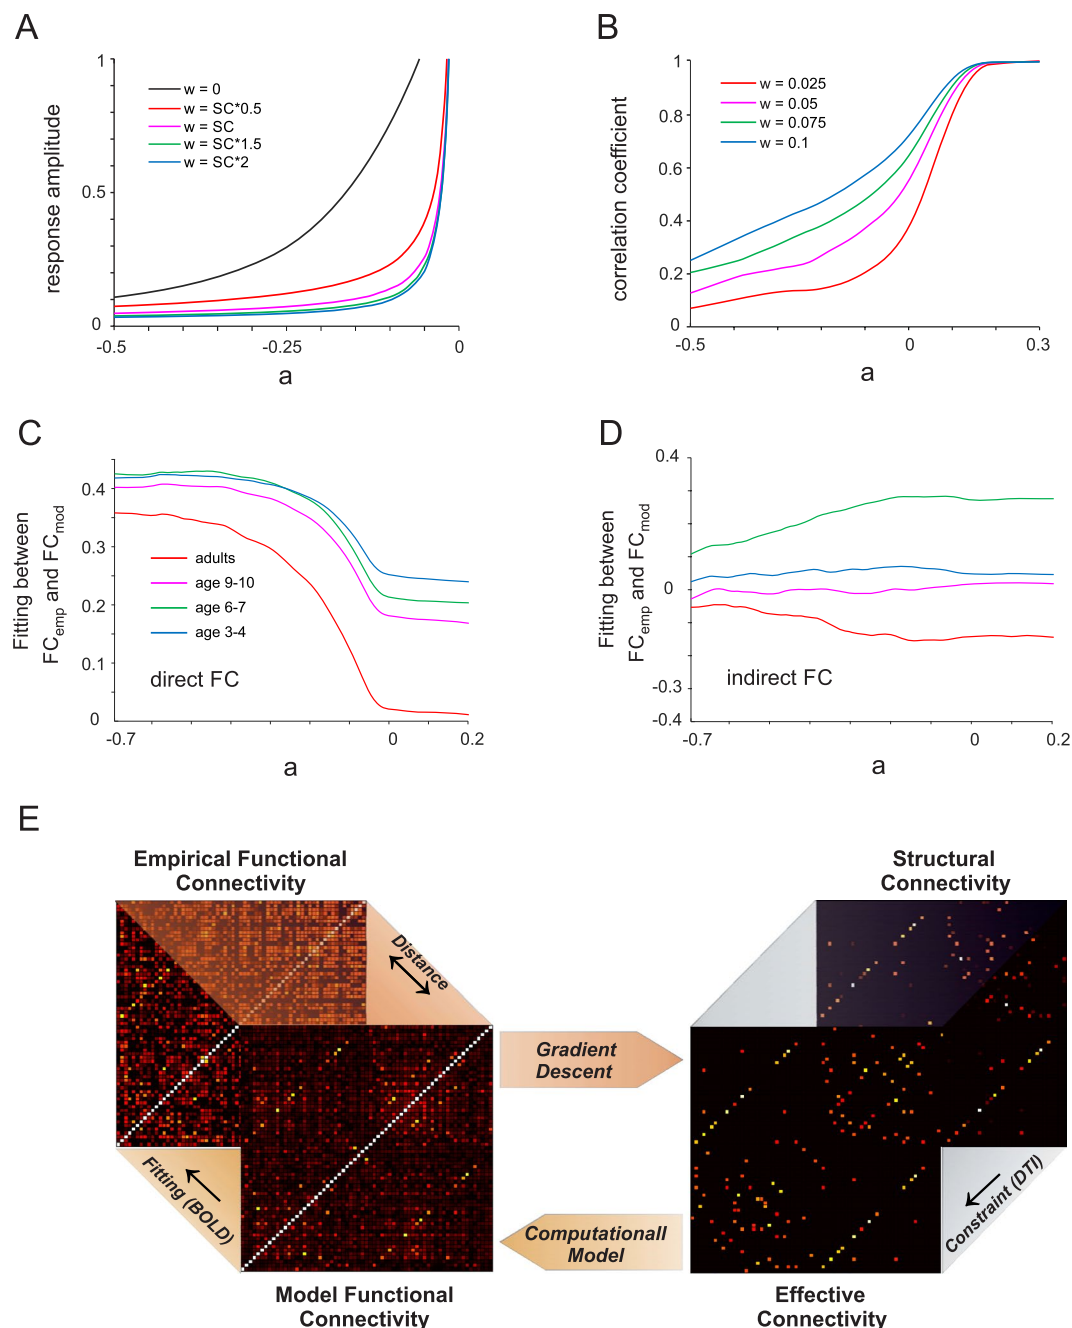 A
response amplitude
1
0.5
0
w = 0
w = SC*0.5
w = SC
w = SC*1.5
w = SC*2
-0.5
-0.25
0
a
B
correlation coefficient
1
0.8
0.6
0.4
0.2
0
w = 0.025
w = 0.05
w = 0.075
w = 0.1
-0.5
0
0.3
a
C
Fitting between
FCemp and FCmod
0.4
0.3
0.2
0.1
0
adults
age 9-10
age 6-7
age 3-4
direct FC
-0.7
0
0.2
a
D
Fitting between
FCemp and FCmod
0.4
0
-0.3
-0.4
indirect FC
-0.7
0
0.2
a
E
Empirical Functional
Connectivity
Structural
Connectivity
Distance
Gradient
Descent
Fitting (BOLD)
Computationall
Model
Constraint (DTI)
Model Functional
Connectivity
Effective
Connectivity